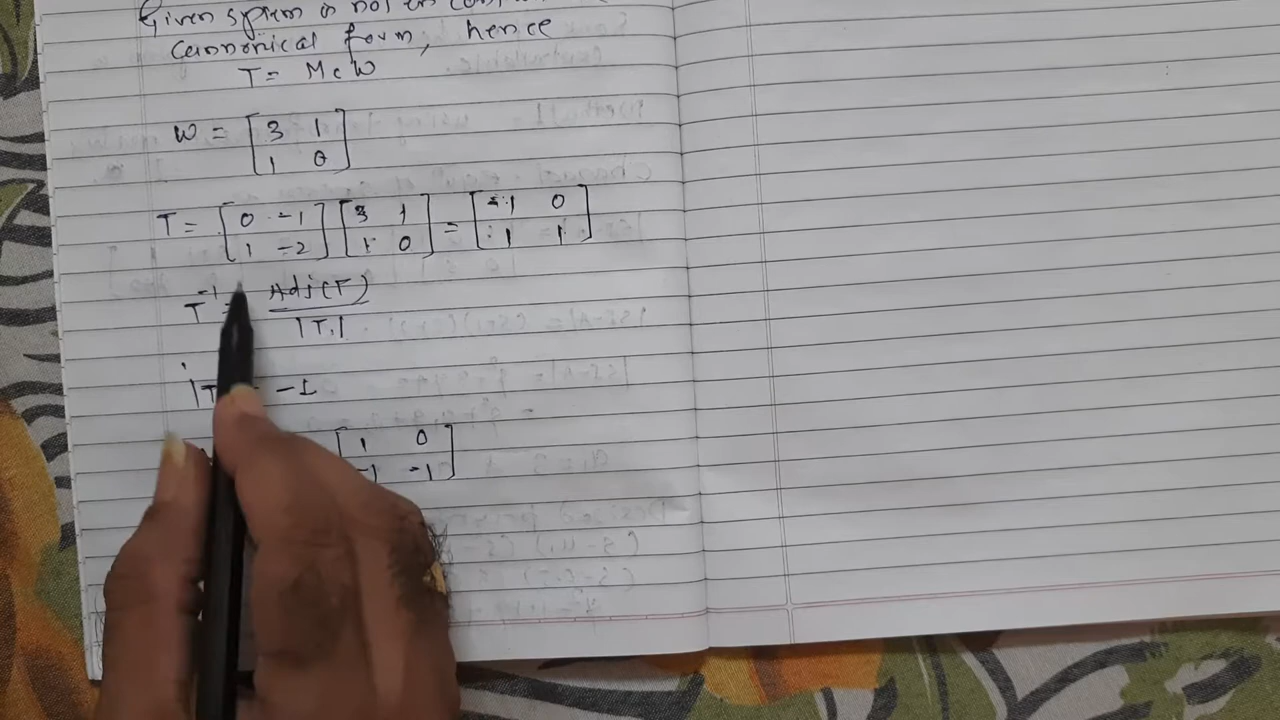 Given system is not in
cannonical form, hence
T = Mc W
W = [3 1
1 0]
T = [0 -1
1 -2] [3 1
1 0] = [-1 0
1 1]
T⁻¹ = Adj(T)
|T|
|T -1
[1 0
-1 -1]